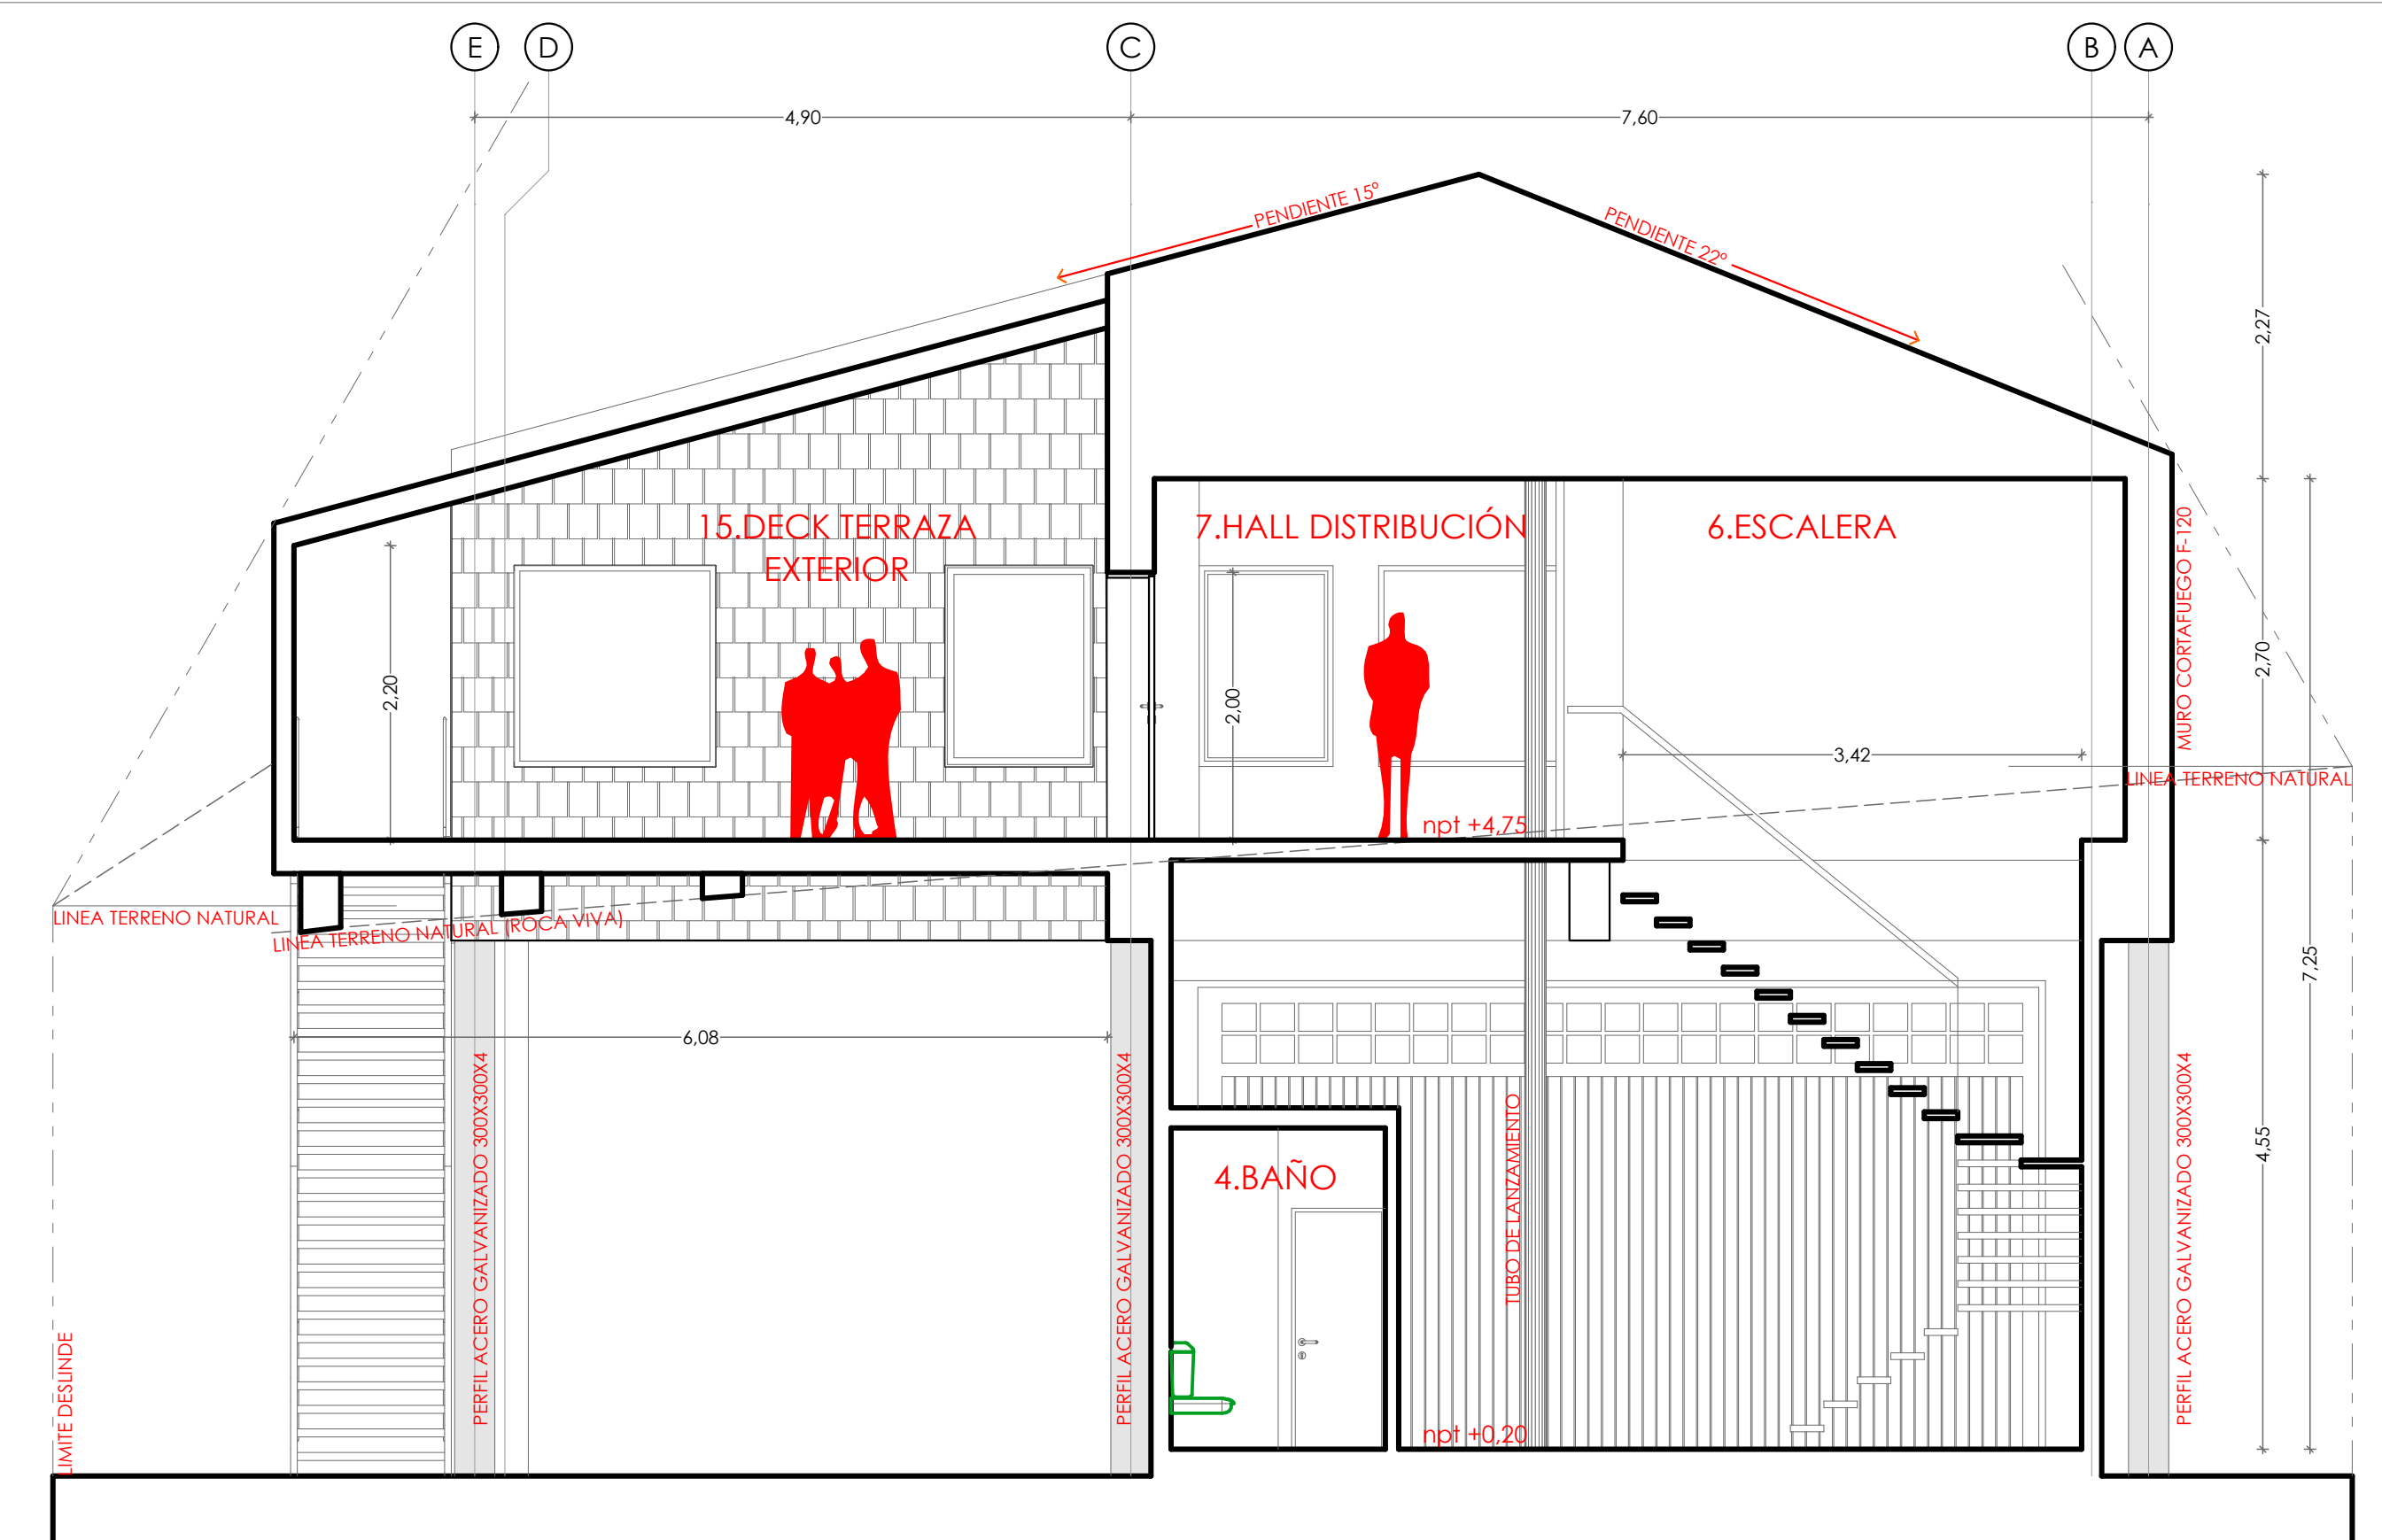 E
D
C
B
A
4,90
7,60
PENDIENTE 15º
PENDIENTE 22º
2,27
15.DECK TERRAZA
EXTERIOR
7.HALL DISTRIBUCIÓN
6.ESCALERA
MURO CORTAFUEGO F-120
2,20
2,00
2,70
3,42
LINEA TERRENO NATURAL
npt +4,75
LINEA TERRENO NATURAL
LINEA TERRENO NATURAL (ROCA VIVA)
7,25
6,08
PERFIL ACERO GALVANIZADO 300X300X4
PERFIL ACERO GALVANIZADO 300X300X4
TUBO DE LANZAMIENTO
PERFIL ACERO GALVANIZADO 300X300X4
4,55
4.BAÑO
LIMITE DESLINDE
npt +0,20